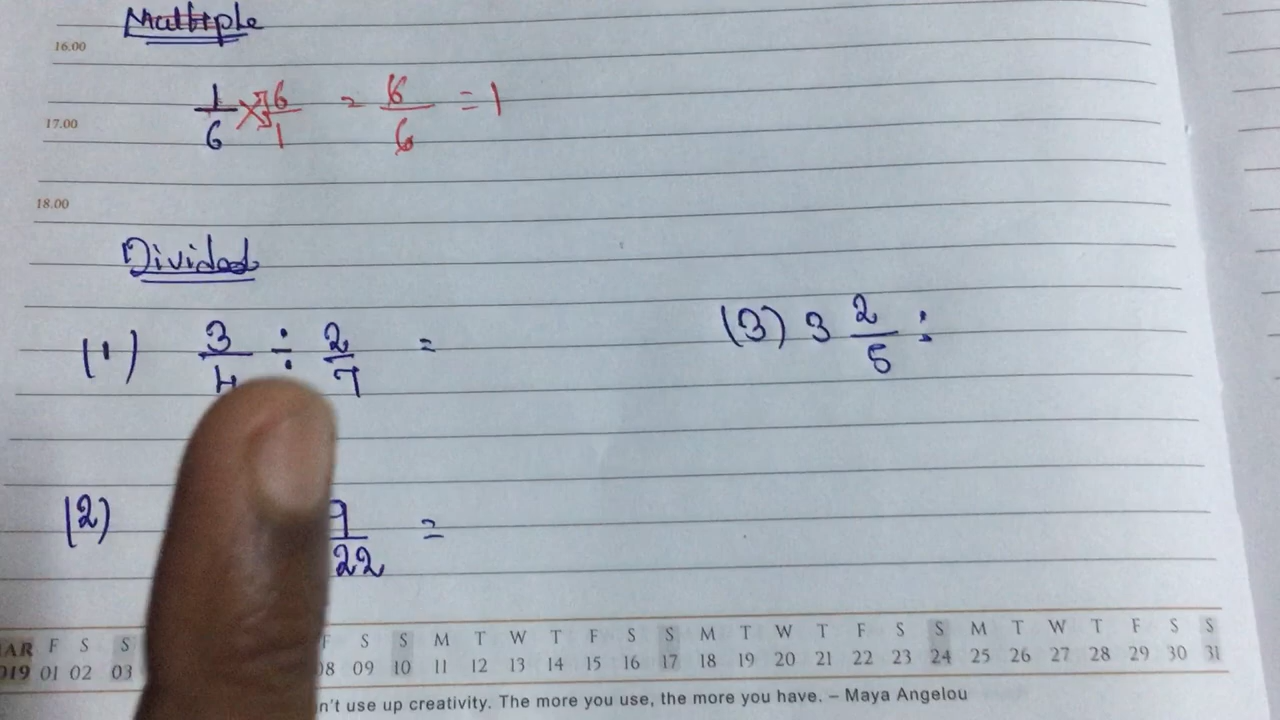 Multiple
16.00
1/6 × 6/1 = 6/6 = 1
17.00
18.00
Divided
(1) 3/4 ÷ 2/7 =
(3) 3 2/5 ÷
(2) 9/22 =
MAR F S S F S S M T W T F S S M T W T F S S M T W T F S S
2019 01 02 03 08 09 10 11 12 13 14 15 16 17 18 19 20 21 22 23 24 25 26 27 28 29 30 31
n't use up creativity. The more you use, the more you have. – Maya Angelou